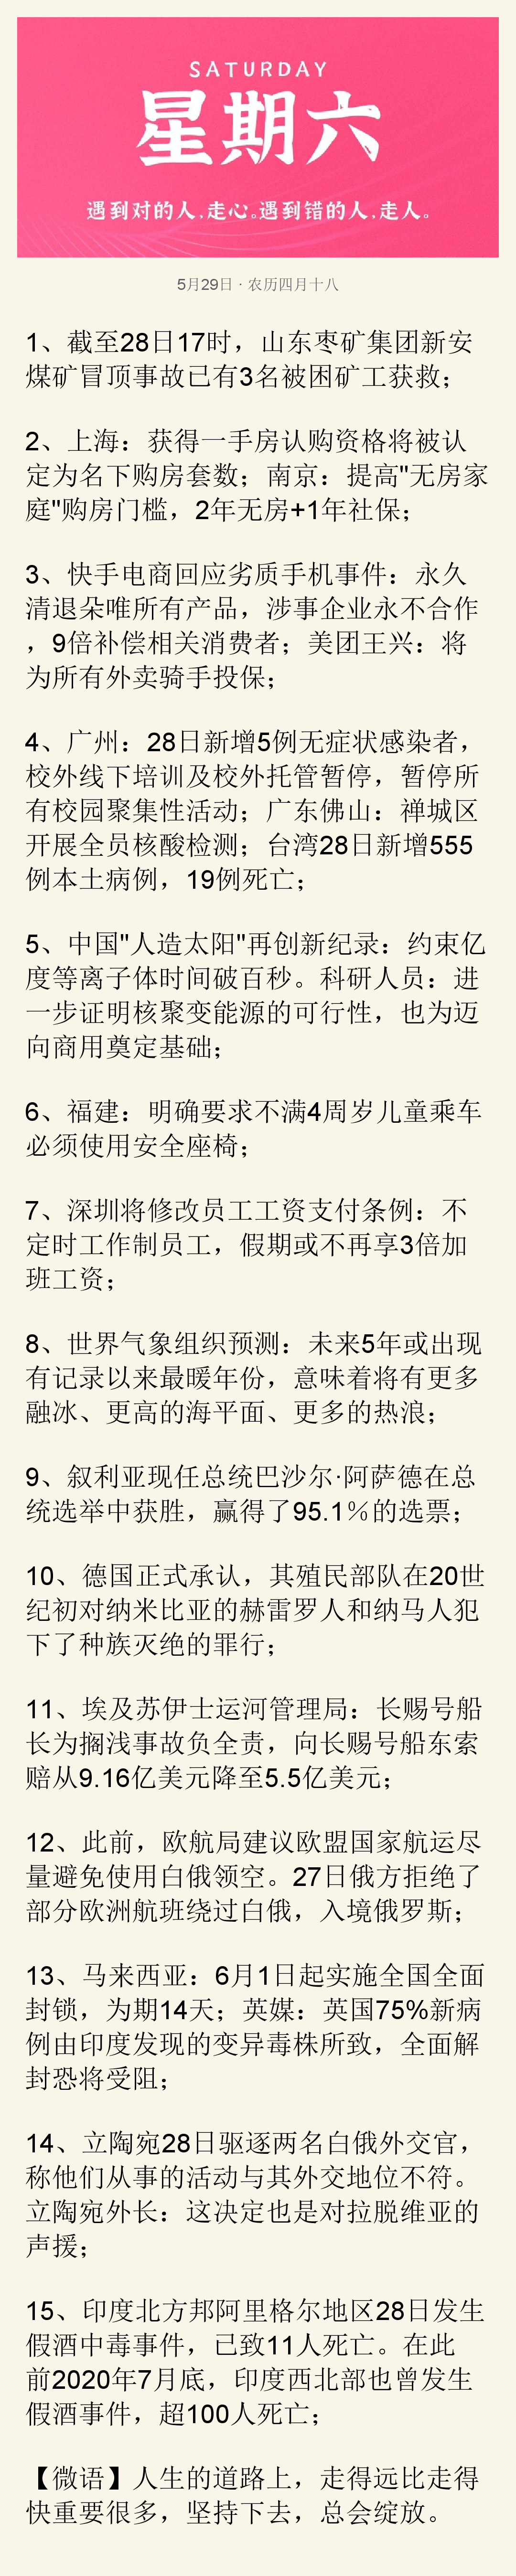 SATURDAY
星期六
遇到对的人,走心。遇到错的人,走人。
5月29日 · 农历四月十八
1、截至28日17时，山东枣矿集团新安
煤矿冒顶事故已有3名被困矿工获救；
2、上海：获得一手房认购资格将被认
定为名下购房套数；南京：提高"无房家
庭"购房门槛，2年无房+1年社保；
3、快手电商回应劣质手机事件：永久
清退朵唯所有产品，涉事企业永不合作
，9倍补偿相关消费者；美团王兴：将
为所有外卖骑手投保；
4、广州：28日新增5例无症状感染者，
校外线下培训及校外托管暂停，暂停所
有校园聚集性活动；广东佛山：禅城区
开展全员核酸检测；台湾28日新增555
例本土病例，19例死亡；
5、中国"人造太阳"再创新纪录：约束亿
度等离子体时间破百秒。科研人员：进
一步证明核聚变能源的可行性，也为迈
向商用奠定基础；
6、福建：明确要求不满4周岁儿童乘车
必须使用安全座椅；
7、深圳将修改员工工资支付条例：不
定时工作制员工，假期或不再享3倍加
班工资；
8、世界气象组织预测：未来5年或出现
有记录以来最暖年份，意味着将有更多
融冰、更高的海平面、更多的热浪；
9、叙利亚现任总统巴沙尔·阿萨德在总
统选举中获胜，赢得了95.1%的选票；
10、德国正式承认，其殖民部队在20世
纪初对纳米比亚的赫雷罗人和纳马人犯
下了种族灭绝的罪行；
11、埃及苏伊士运河管理局：长赐号船
长为搁浅事故负全责，向长赐号船东索
赔从9.16亿美元降至5.5亿美元；
12、此前，欧航局建议欧盟国家航运尽
量避免使用白俄领空。27日俄方拒绝了
部分欧洲航班绕过白俄，入境俄罗斯；
13、马来西亚：6月1日起实施全国全面
封锁，为期14天；英媒：英国75%新病
例由印度发现的变异毒株所致，全面解
封恐将受阻；
14、立陶宛28日驱逐两名白俄外交官，
称他们从事的活动与其外交地位不符。
立陶宛外长：这决定也是对拉脱维亚的
声援；
15、印度北方邦阿里格尔地区28日发生
假酒中毒事件，已致11人死亡。在此
前2020年7月底，印度西北部也曾发生
假酒事件，超100人死亡；
【微语】人生的道路上，走得远比走得
快重要很多，坚持下去，总会绽放。